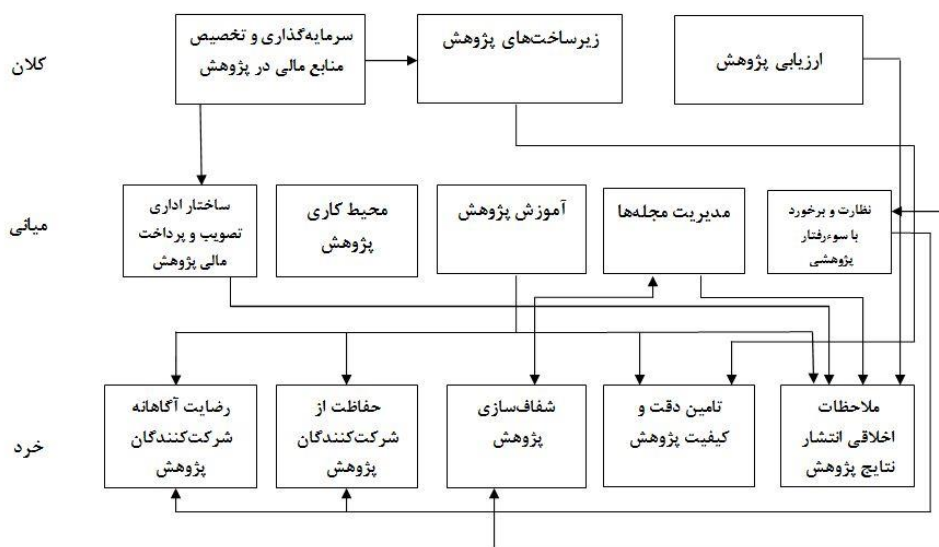 کلان
ارزیابی پژوهش
زیرساخت‌های پژوهش
سرمایه‌گذاری و تخصیص
منابع مالی در پژوهش
میانی
نظارت و برخورد
با سوءرفتار
پژوهشی
مدیریت مجله‌ها
آموزش پژوهش
محیط کاری
پژوهش
ساختار اداری
تصویب و پرداخت
مالی پژوهش
خرد
ملاحظات
اخلاقی انتشار
نتایج پژوهش
تامین دقت و
کیفیت پژوهش
شفاف‌سازی
پژوهش
حفاظت از
شرکت‌کنندگان
پژوهش
رضایت آگاهانه
شرکت‌کنندگان
پژوهش